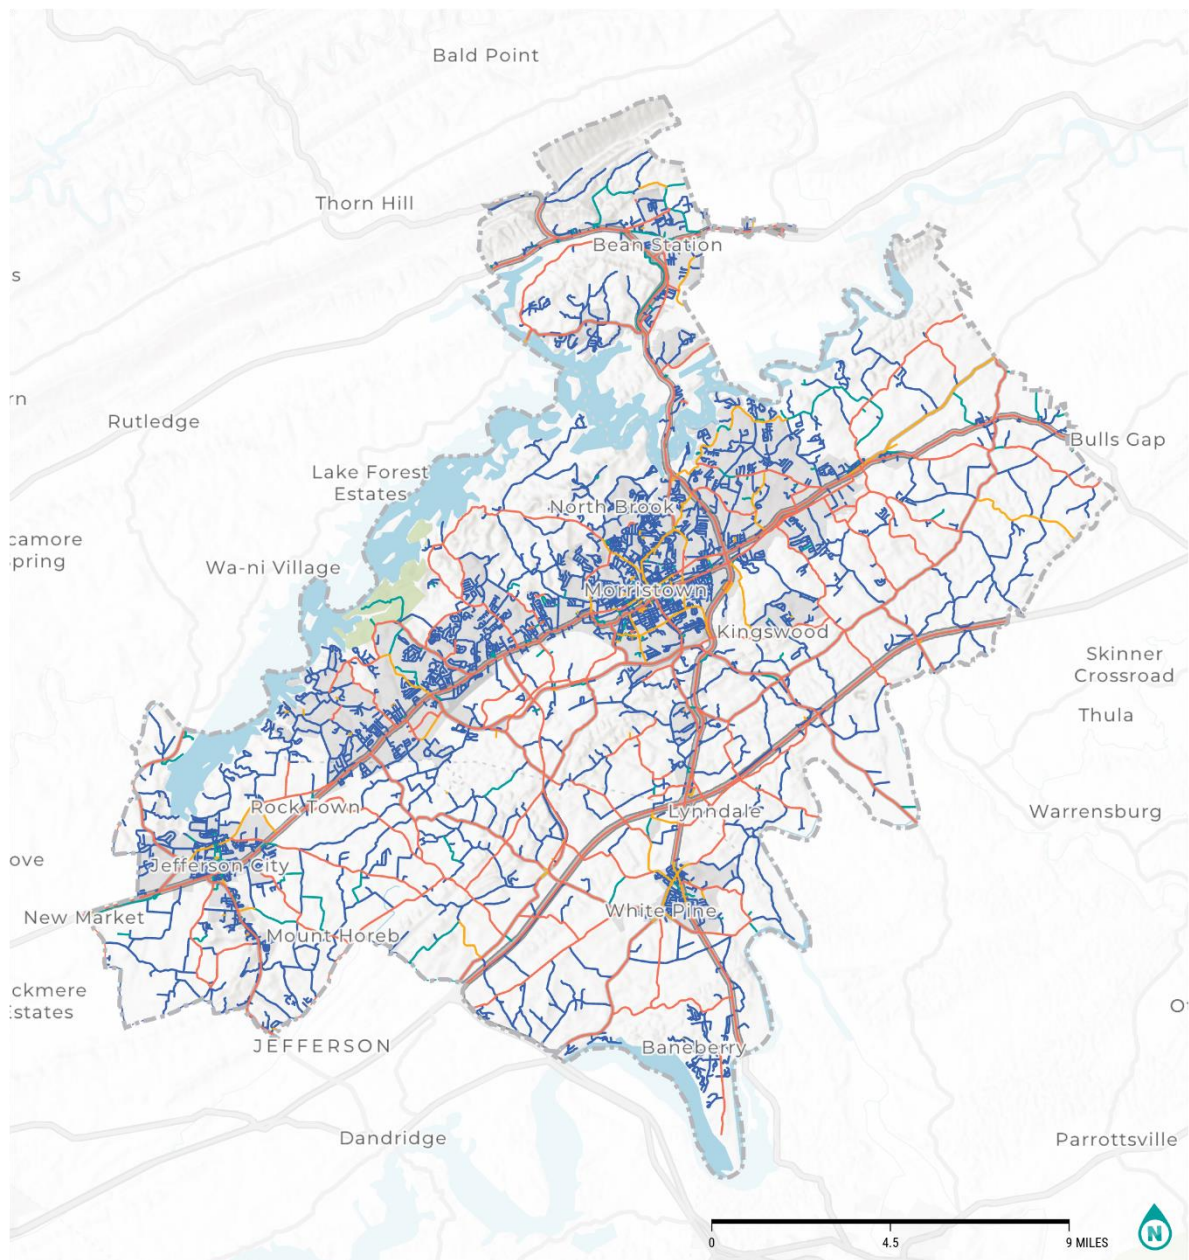 Bald Point
Thorn Hill
Bean Station
s
rn
Rutledge
Bulls Gap
Lake Forest
Estates
North Brook
camore
pring
Wa-ni Village
Morristown
Kingswood
Skinner
Crossroad
Thula
Rock Town
Lynndale
Warrensburg
ove
Jefferson City
New Market
White Pine
Mount Horeb
ckmere
Estates
O
JEFFERSON
Baneberry
Dandridge
Parrottsville
0
4.5
9 MILES
N